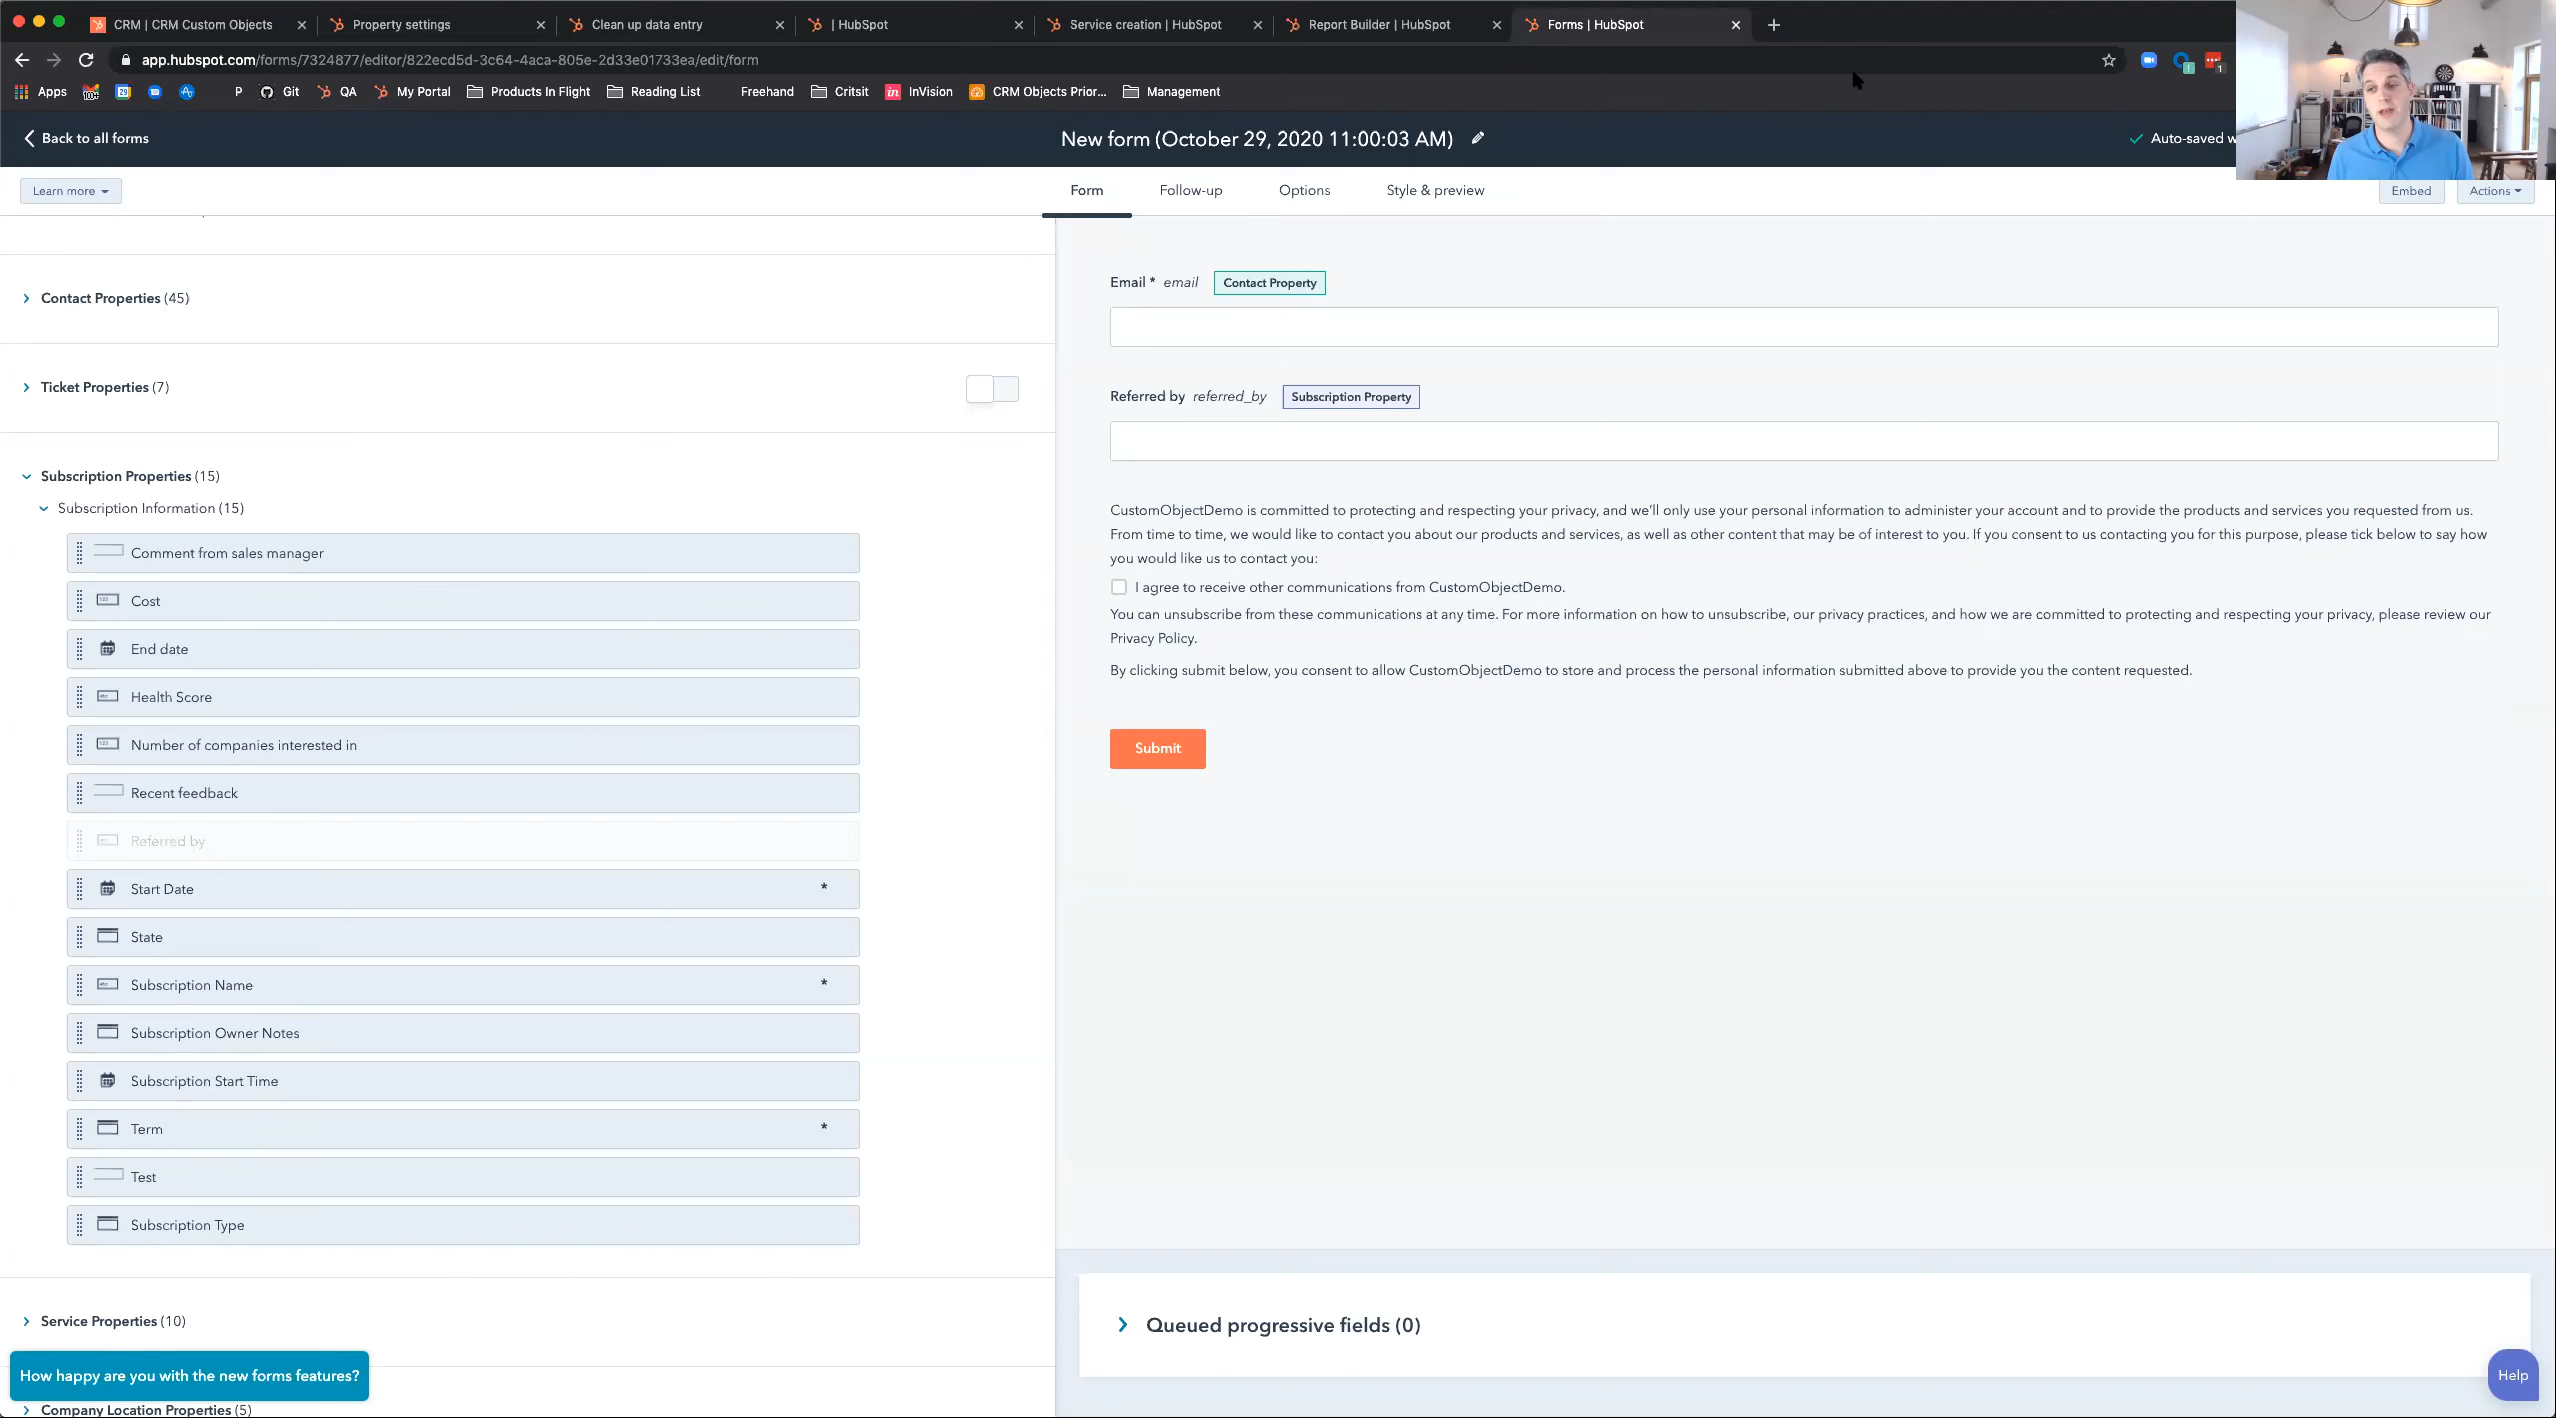 CRM | CRM Custom Objects
Property settings
Clean up data entry
| HubSpot
Service creation | HubSpot
Report Builder | HubSpot
Forms | HubSpot
app.hubspot.com/forms/7324877/editor/822ecd5d-3c64-4aca-805e-2d33e01733ea/edit/form
Apps
P
Git
QA
My Portal
Products In Flight
Reading List
Freehand
Critsit
in InVision
CRM Objects Prior...
Management
Back to all forms
New form (October 29, 2020 11:00:03 AM)
Auto-saved
Learn more
Form
Follow-up
Options
Style & preview
Embed
Actions
Contact Properties (45)
Ticket Properties (7)
Subscription Properties (15)
Subscription Information (15)
Comment from sales manager
Cost
End date
Health Score
Number of companies interested in
Recent feedback
Referred by
Start Date *
State
Subscription Name *
Subscription Owner Notes
Subscription Start Time
Term *
Test
Subscription Type
Service Properties (10)
How happy are you with the new forms features?
Company Location Properties (5)
Email * email Contact Property
Referred by referred_by Subscription Property
CustomObjectDemo is committed to protecting and respecting your privacy, and we'll only use your personal information to administer your account and to provide the products and services you requested from us.
From time to time, we would like to contact you about our products and services, as well as other content that may be of interest to you. If you consent to us contacting you for this purpose, please tick below to say how
you would like us to contact you:
I agree to receive other communications from CustomObjectDemo.
You can unsubscribe from these communications at any time. For more information on how to unsubscribe, our privacy practices, and how we are committed to protecting and respecting your privacy, please review our
Privacy Policy.
By clicking submit below, you consent to allow CustomObjectDemo to store and process the personal information submitted above to provide you the content requested.
Submit
Queued progressive fields (0)
Help